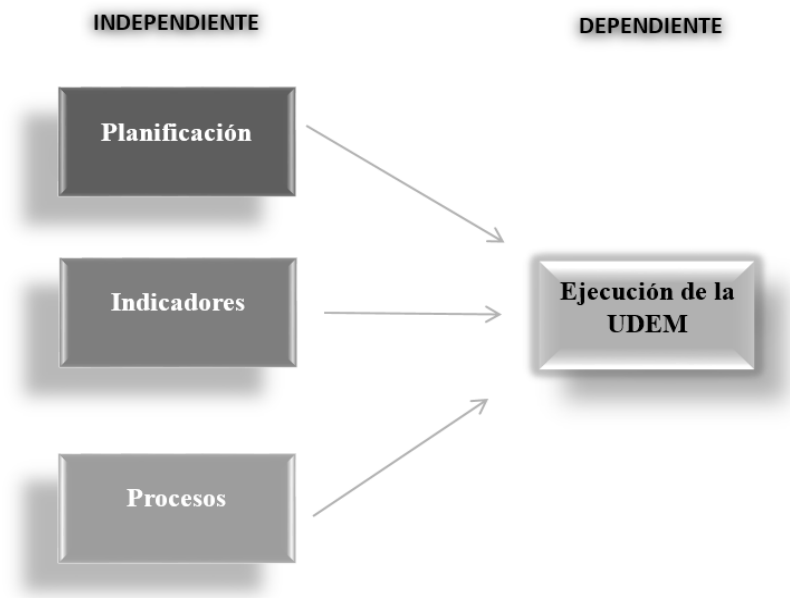 INDEPENDIENTE
DEPENDIENTE
Planificación
Indicadores
Ejecución de la
UDEM
Procesos